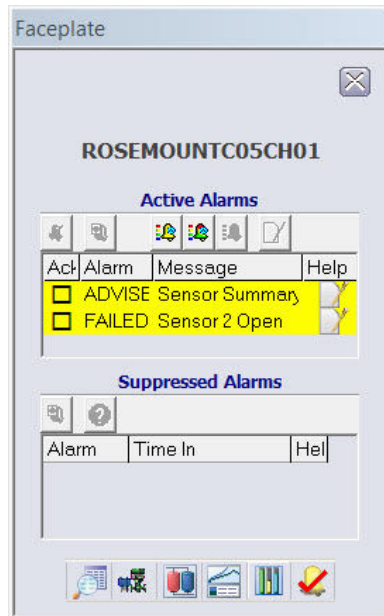 Faceplate
ROSEMOUNTC05CH01
Active Alarms
Ack Alarm Message Help
ADVISE Sensor Summary
FAILED Sensor 2 Open
Suppressed Alarms
Alarm Time In Hel